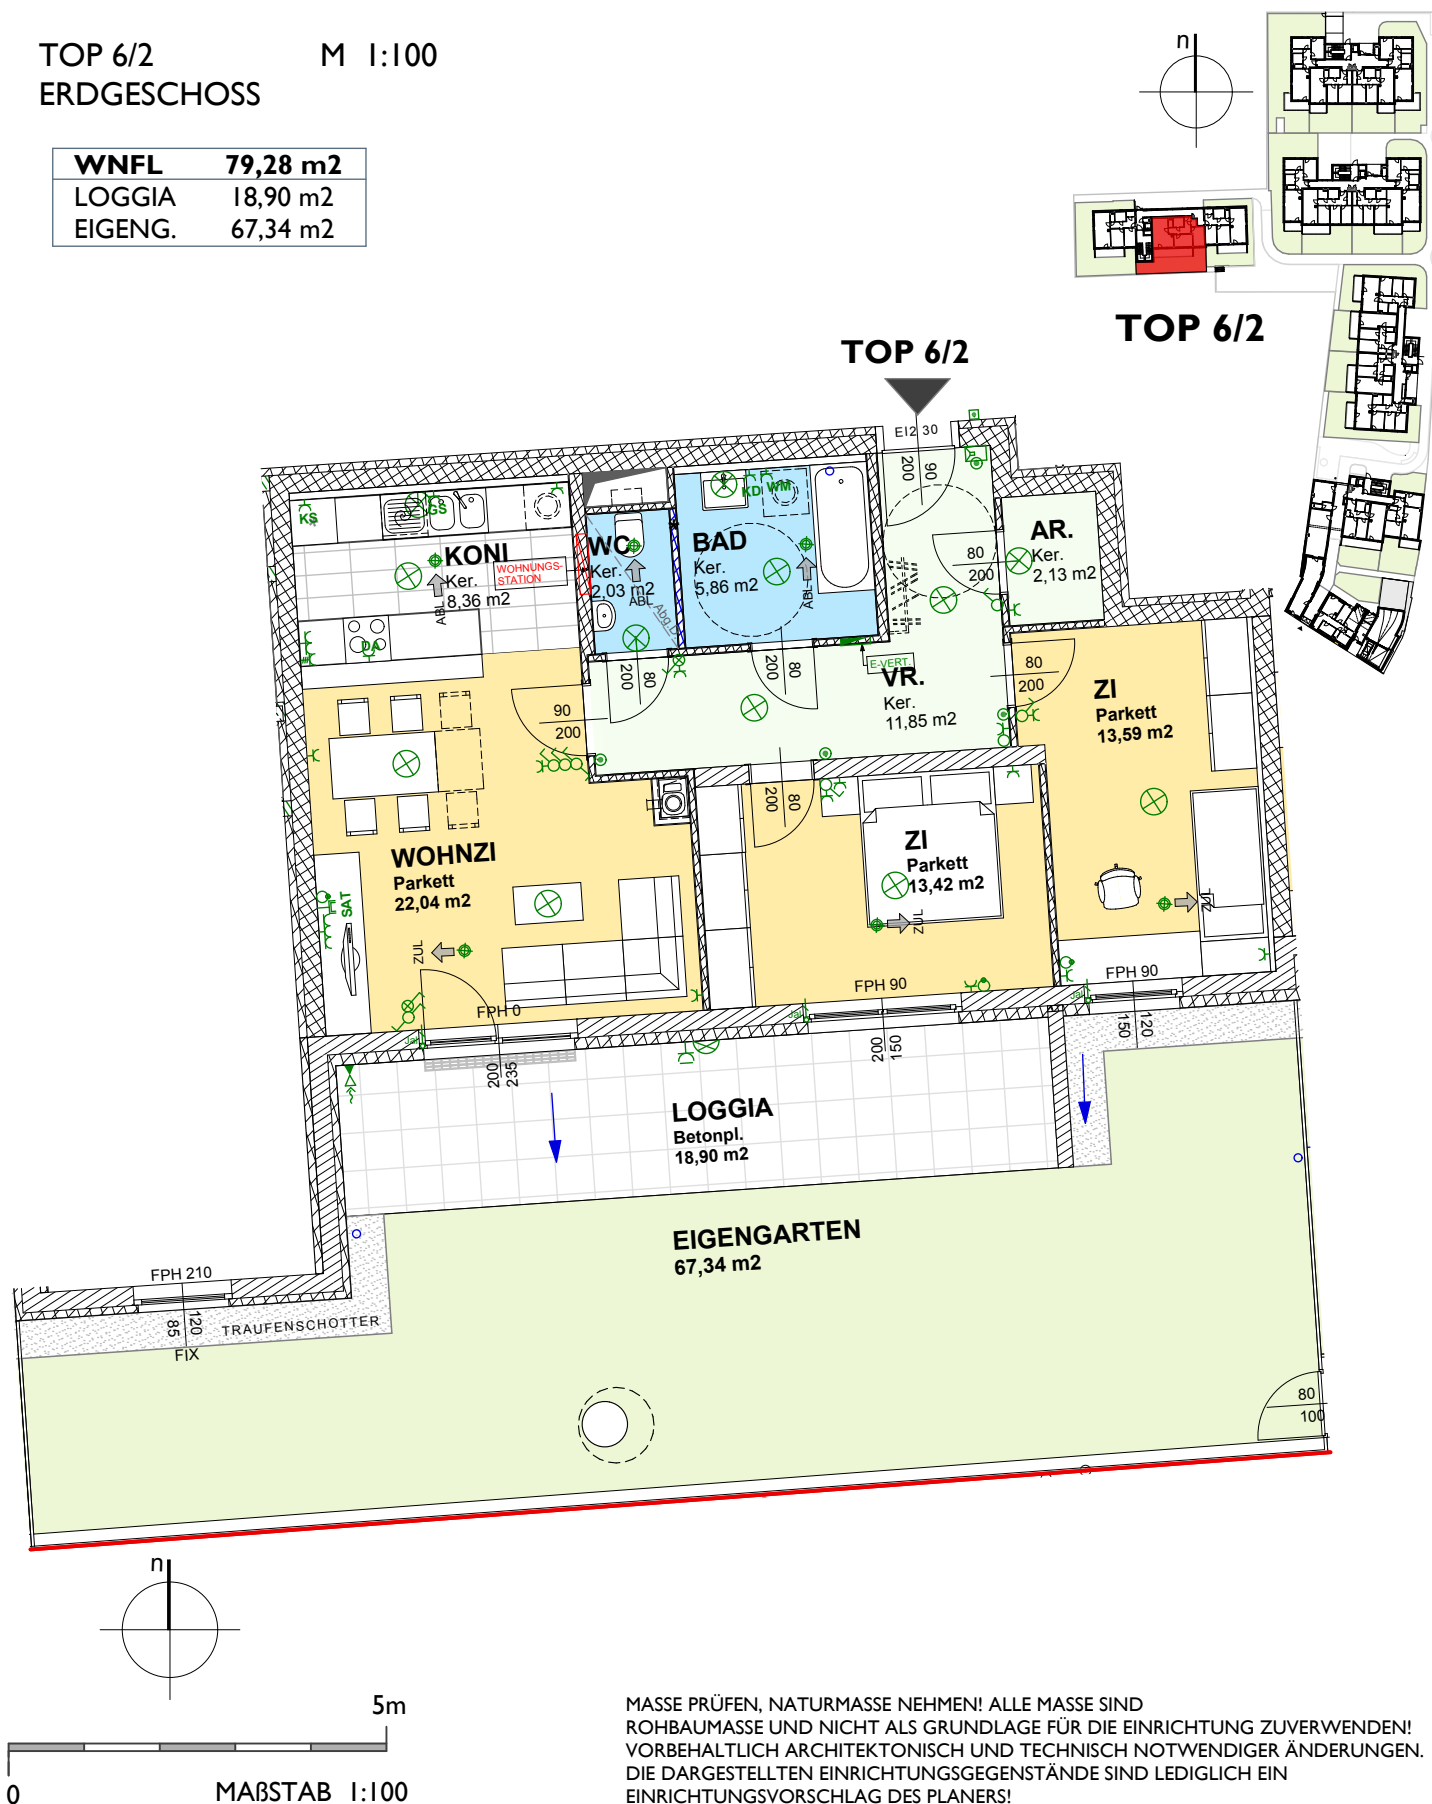 TOP 6/2 M 1:100
ERDGESCHOSS
WNFL 79,28 m2
LOGGIA 18,90 m2
EIGENG. 67,34 m2
n
TOP 6/2
TOP 6/2
EI2 30
90
200
KS
GS
KONI
Ker.
8,36 m2
ABL
WOHNUNGS-
STATION
DA
WC
Ker.
2,03 m2
ABL
KD WM
BAD
Ker.
5,86 m2
ABL
AR.
Ker.
2,13 m2
80
200
E-VERT.
VR.
Ker.
11,85 m2
80
200
80
200
80
200
90
200
80
200
ZI
Parkett
13,59 m2
ZUL
WOHNZI
Parkett
22,04 m2
SAT
ZUL
ZI
Parkett
13,42 m2
ZUL
FPH 0
FPH 90
FPH 90
Jal
Jal
Jal
200
235
200
150
150
120
LOGGIA
Betonpl.
18,90 m2
EIGENGARTEN
67,34 m2
FPH 210
85
120
FIX
TRAUFENSCHOTTER
80
100
n
5m
0
MAßSTAB 1:100
MASSE PRÜFEN, NATURMASSE NEHMEN! ALLE MASSE SIND
ROHBAUMASSE UND NICHT ALS GRUNDLAGE FÜR DIE EINRICHTUNG ZUVERWENDEN!
VORBEHALTLICH ARCHITEKTONISCH UND TECHNISCH NOTWENDIGER ÄNDERUNGEN.
DIE DARGESTELLTEN EINRICHTUNGSGEGENSTÄNDE SIND LEDIGLICH EIN
EINRICHTUNGSVORSCHLAG DES PLANERS!